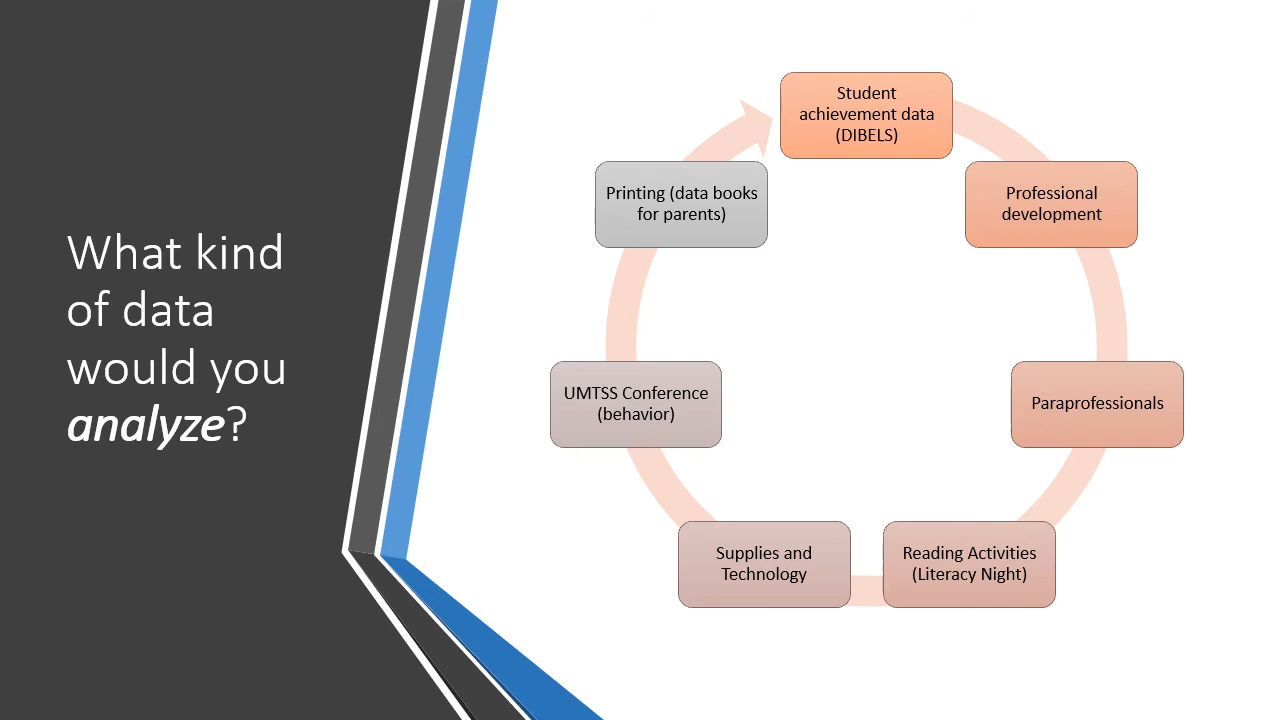 What kind
of data
would you
analyze?
Student
achievement data
(DIBELS)
Professional
development
Paraprofessionals
Reading Activities
(Literacy Night)
Supplies and
Technology
UMTSS Conference
(behavior)
Printing (data books
for parents)